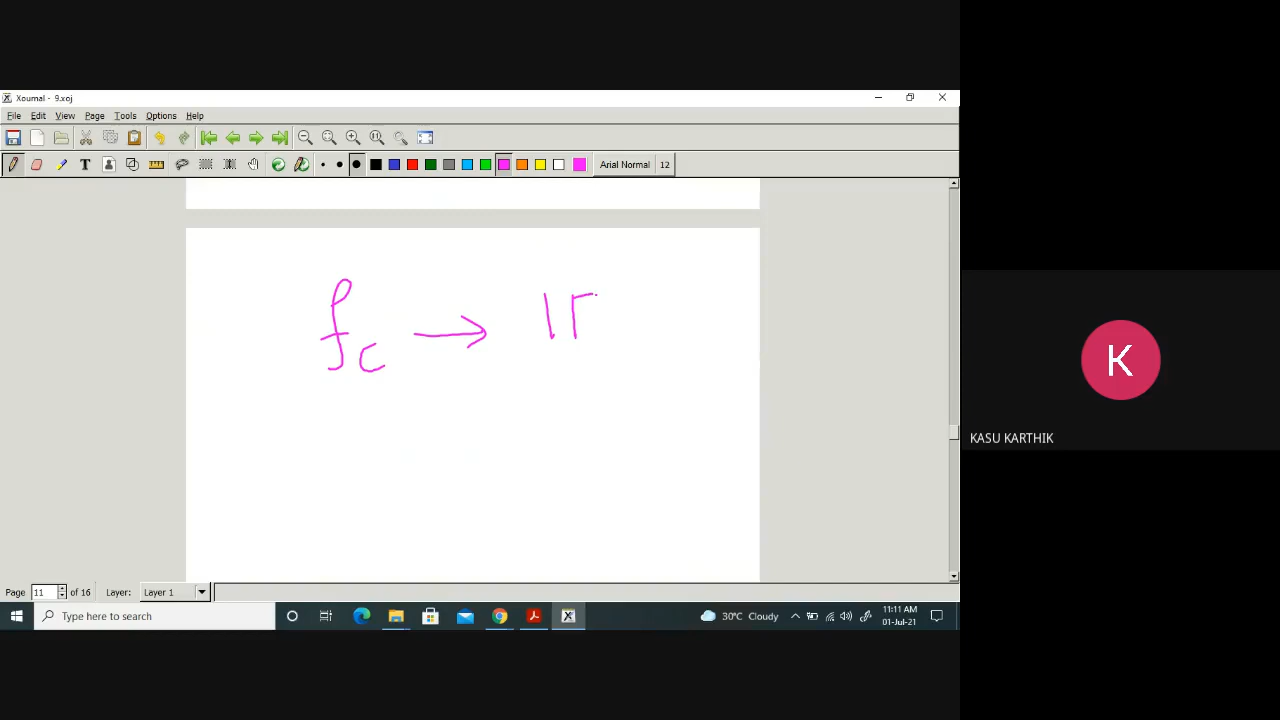 Xournal - 9.xoj
File Edit View Page Tools Options Help
T Arial Normal 12
fc → 1
K
KASU KARTHIK
Page 11 of 16 Layer: Layer 1
Type here to search 30°C Cloudy 11:11 AM
01-Jul-21